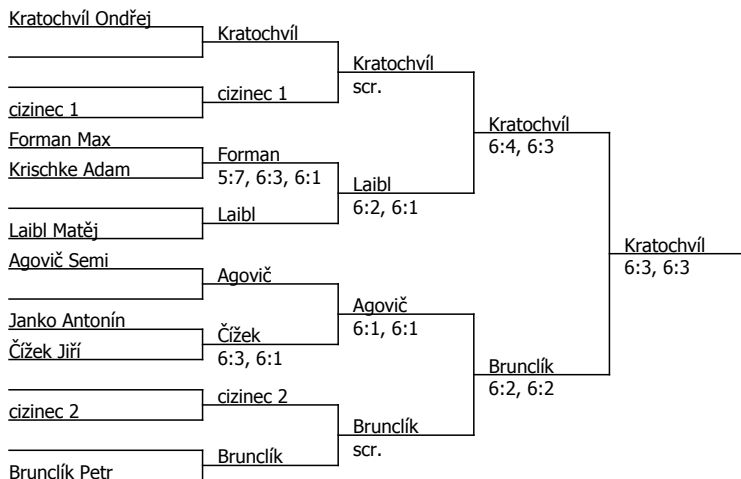 Kratochvíl Ondřej
Kratochvíl
Kratochvíl
scr.
cizinec 1
cizinec 1
Kratochvíl
6:4, 6:3
Forman Max
Forman
5:7, 6:3, 6:1
Krischke Adam
Laibl
6:2, 6:1
Laibl
Laibl Matěj
Kratochvíl
6:3, 6:3
Agovič Semi
Agovič
Agovič
6:1, 6:1
Janko Antonín
Čížek
6:3, 6:1
Čížek Jiří
Brunclík
6:2, 6:2
cizinec 2
cizinec 2
Brunclík
scr.
Brunclík
Brunclík Petr